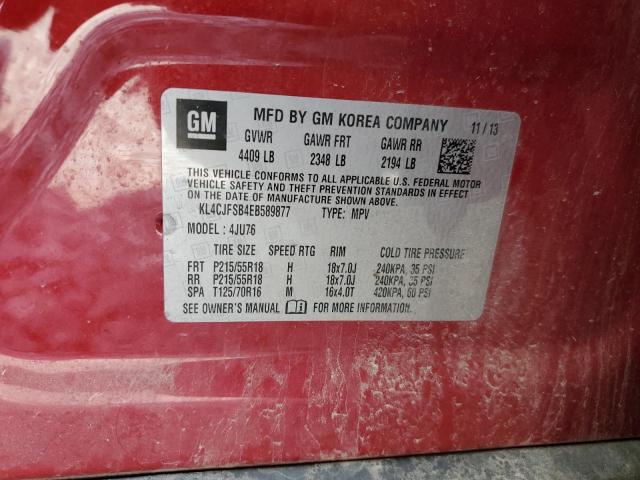 GM
MFD BY GM KOREA COMPANY 11 / 13
GVWR GAWR FRT GAWR RR
4409 LB 2348 LB 2194 LB
THIS VEHICLE CONFORMS TO ALL APPLICABLE U.S. FEDERAL MOTOR
VEHICLE SAFETY AND THEFT PREVENTION STANDARDS IN EFFECT
ON THE DATE OF MANUFACTURE SHOWN ABOVE.
KL4CJFSB4EB589877 TYPE: MPV
MODEL : 4JU76
TIRE SIZE SPEED RTG RIM COLD TIRE PRESSURE
FRT P215/55R18 H 18x7.0J 240KPA, 35 PSI
RR P215/55R18 H 18x7.0J 240KPA, 35 PSI
SPA T125/70R16 M 16x4.0T 420KPA, 60 PSI
SEE OWNER'S MANUAL FOR MORE INFORMATION.